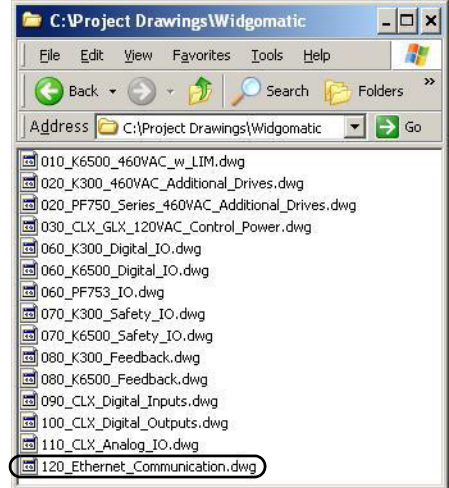 C:\Project Drawings\Widgomatic
File Edit View Favorites Tools Help
Back Search Folders »
Address C:\Project Drawings\Widgomatic Go
010_K6500_460VAC_w_LIM.dwg
020_K300_460VAC_Additional_Drives.dwg
020_PF750_Series_460VAC_Additional_Drives.dwg
030_CLX_GLX_120VAC_Control_Power.dwg
060_K300_Digital_IO.dwg
060_K6500_Digital_IO.dwg
060_PF753_IO.dwg
070_K300_Safety_IO.dwg
070_K6500_Safety_IO.dwg
080_K300_Feedback.dwg
080_K6500_Feedback.dwg
090_CLX_Digital_Inputs.dwg
100_CLX_Digital_Outputs.dwg
110_CLX_Analog_IO.dwg
120_Ethernet_Communication.dwg